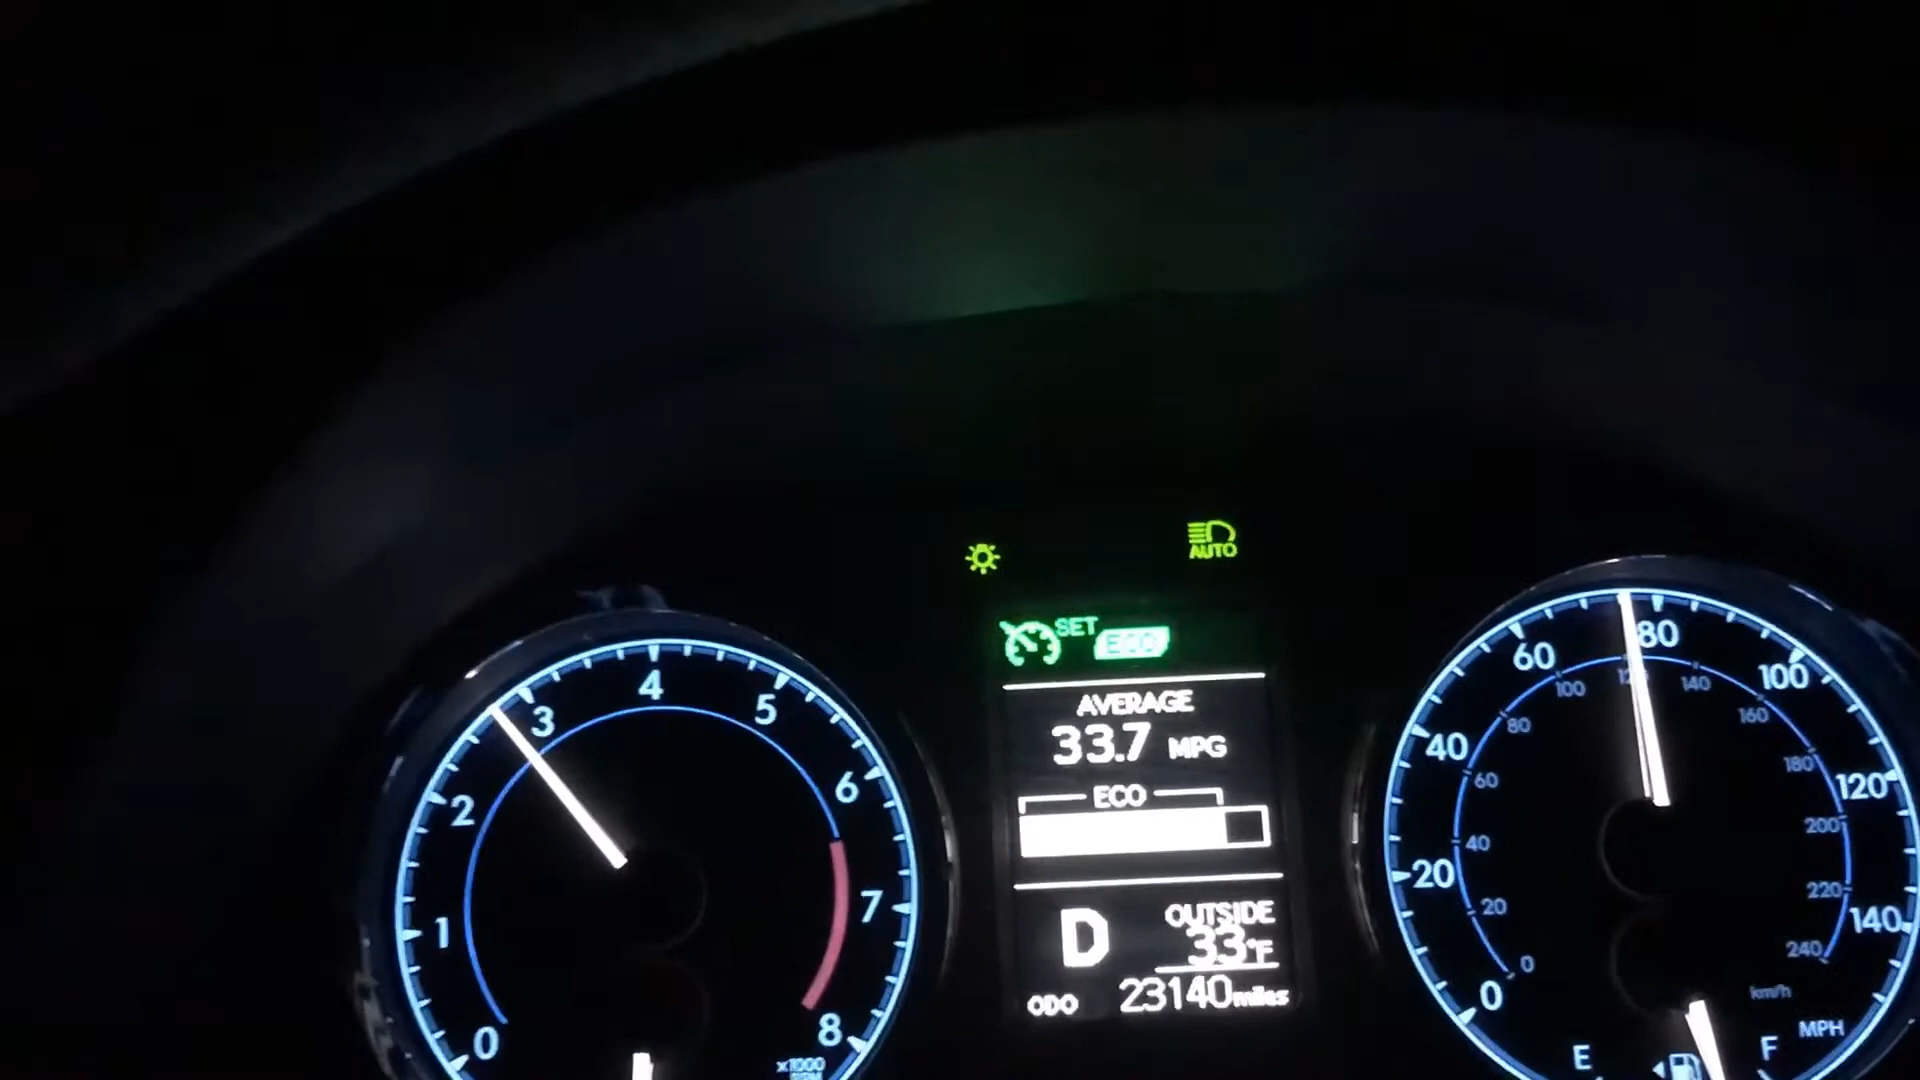 AUTO
SET
ECO
AVERAGE
33.7 MPG
ECO
D
OUTSIDE
33°F
ODO 23140 miles
0
1
2
3
4
5
6
7
8
x1000
0
20
40
60
80
100
120
140
MPH
0
20
40
60
80
100
140
160
180
200
220
240
km/h
E
F